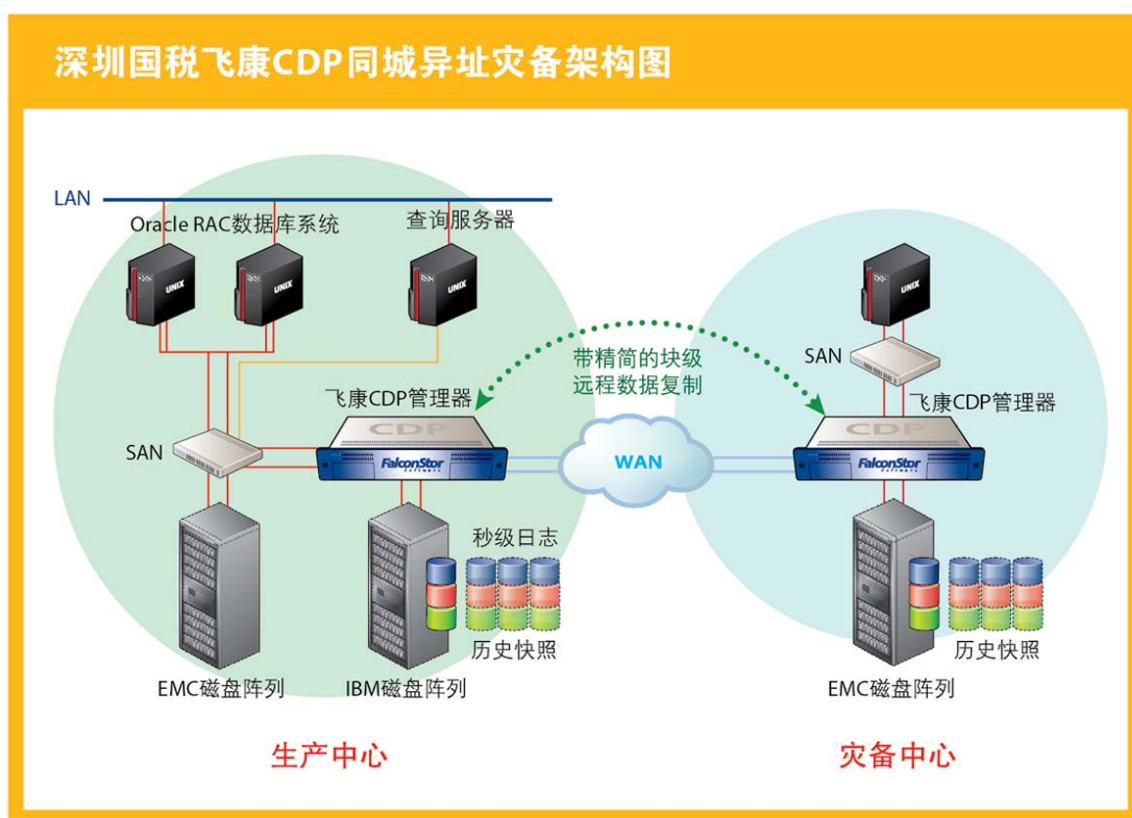 深圳国税飞康CDP同城异址灾备架构图
LAN
Oracle RAC数据库系统
查询服务器
UNIX
UNIX
UNIX
UNIX
SAN
带精简的块级
远程数据复制
飞康CDP管理器
飞康CDP管理器
CDP
CDP
SAN
FalconStor
Software
WAN
FalconStor
Software
秒级日志
历史快照
历史快照
EMC磁盘阵列
IBM磁盘阵列
EMC磁盘阵列
生产中心
灾备中心